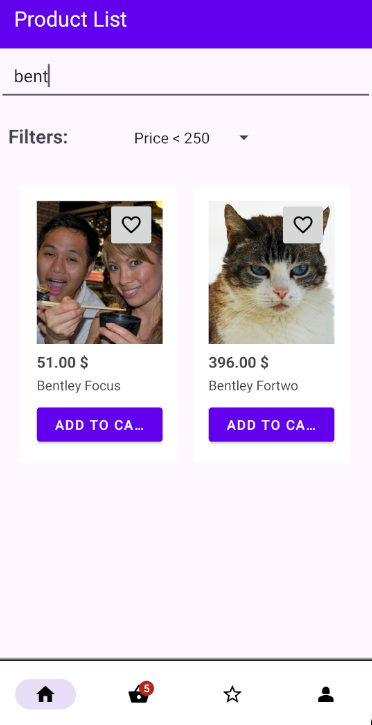 Product List
bent
Filters: Price < 250
51.00 $ 396.00 $
Bentley Focus Bentley Fortwo
ADD TO CA... ADD TO CA...
5